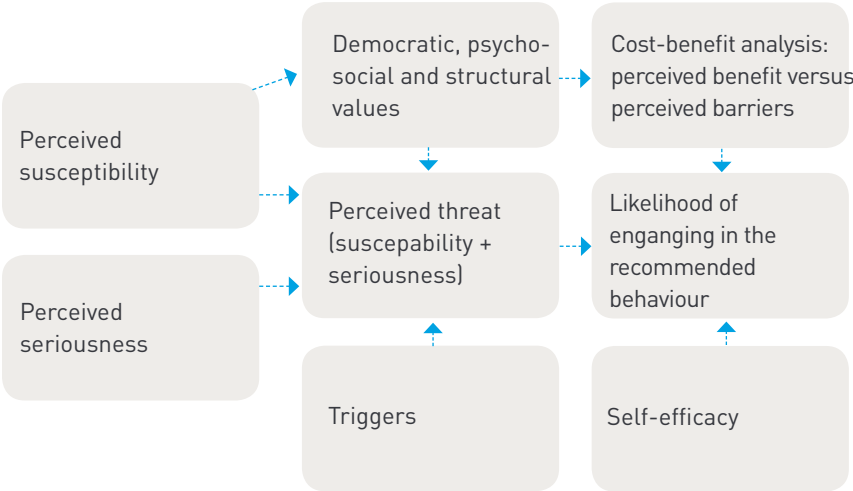 Democratic, psycho-
social and structural
values
Cost-benefit analysis:
perceived benefit versus
perceived barriers
Perceived
susceptibility
Perceived threat
(suscepability +
seriousness)
Likelihood of
enganging in the
recommended
behaviour
Perceived
seriousness
Triggers
Self-efficacy